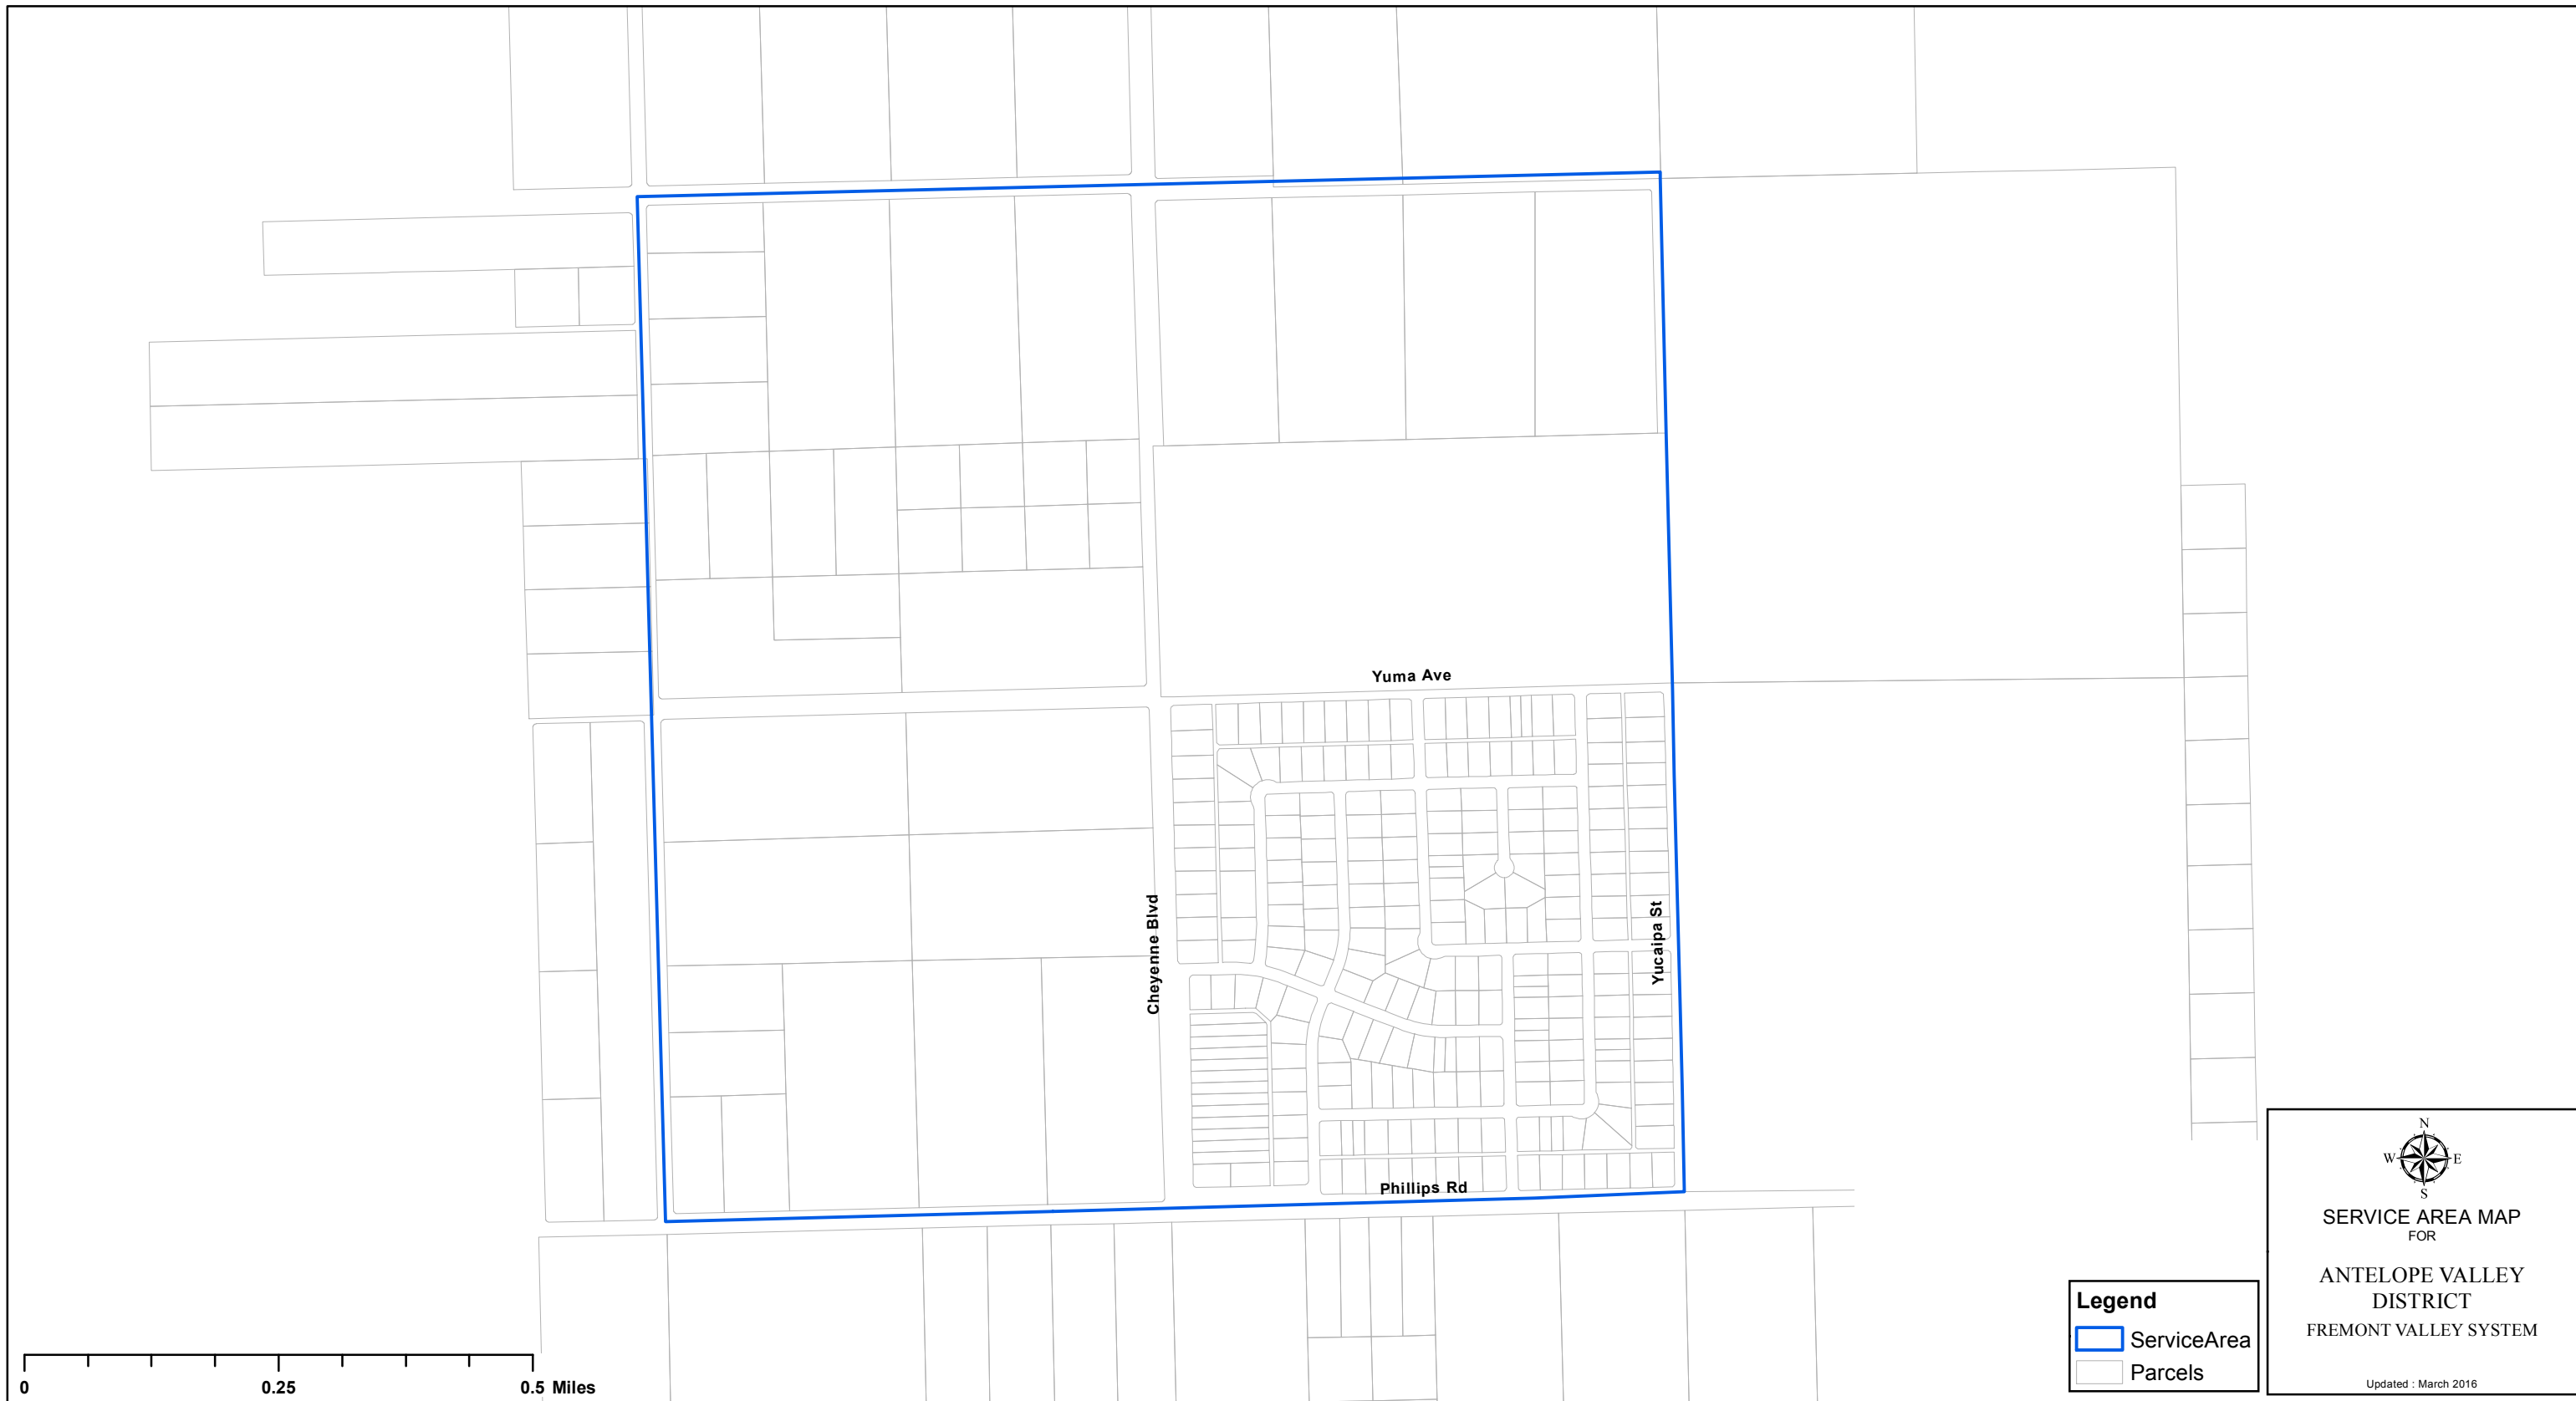 Yuma Ave
Cheyenne Blvd
Yucaipa St
Phillips Rd
N
W E
S
SERVICE AREA MAP
FOR
ANTELOPE VALLEY
DISTRICT
FREMONT VALLEY SYSTEM
Updated : March 2016
Legend
ServiceArea
Parcels
0 0.25 0.5 Miles